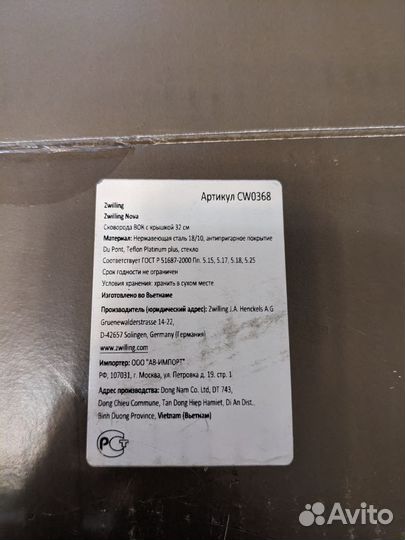 Артикул CW0368
Zwilling
Zwilling Nova
Сковорода ВОК с крышкой 32 см
Материал: Нержавеющая сталь 18/10, антипригарное покрытие
Du Pont, Teflon Platinum plus, стекло
Соответствует ГОСТ Р 51687-2000 Пп. 5.15, 5.17, 5.18, 5.25
Срок годности не ограничен
Условия хранения: хранить в сухом месте
Изготовлено во Вьетнаме
Производитель (юридический адрес): Zwilling J.A. Henckels A.G
Gruenewalderstrasse 14-22,
D-42657 Solingen, Germany (Германия)
www.zwilling.com
Импортер: ООО "АВ-ИМПОРТ"
РФ, 107031, г. Москва, ул. Петровка д. 19. стр. 1
Адрес производства: Dong Nam Co. Ltd, DT 743,
Dong Chieu Commune, Tan Dong Hiep Hamiet, Di An Dist.,
Binh Duong Province, Vietnam (Вьетнам)
РСТ
Avito